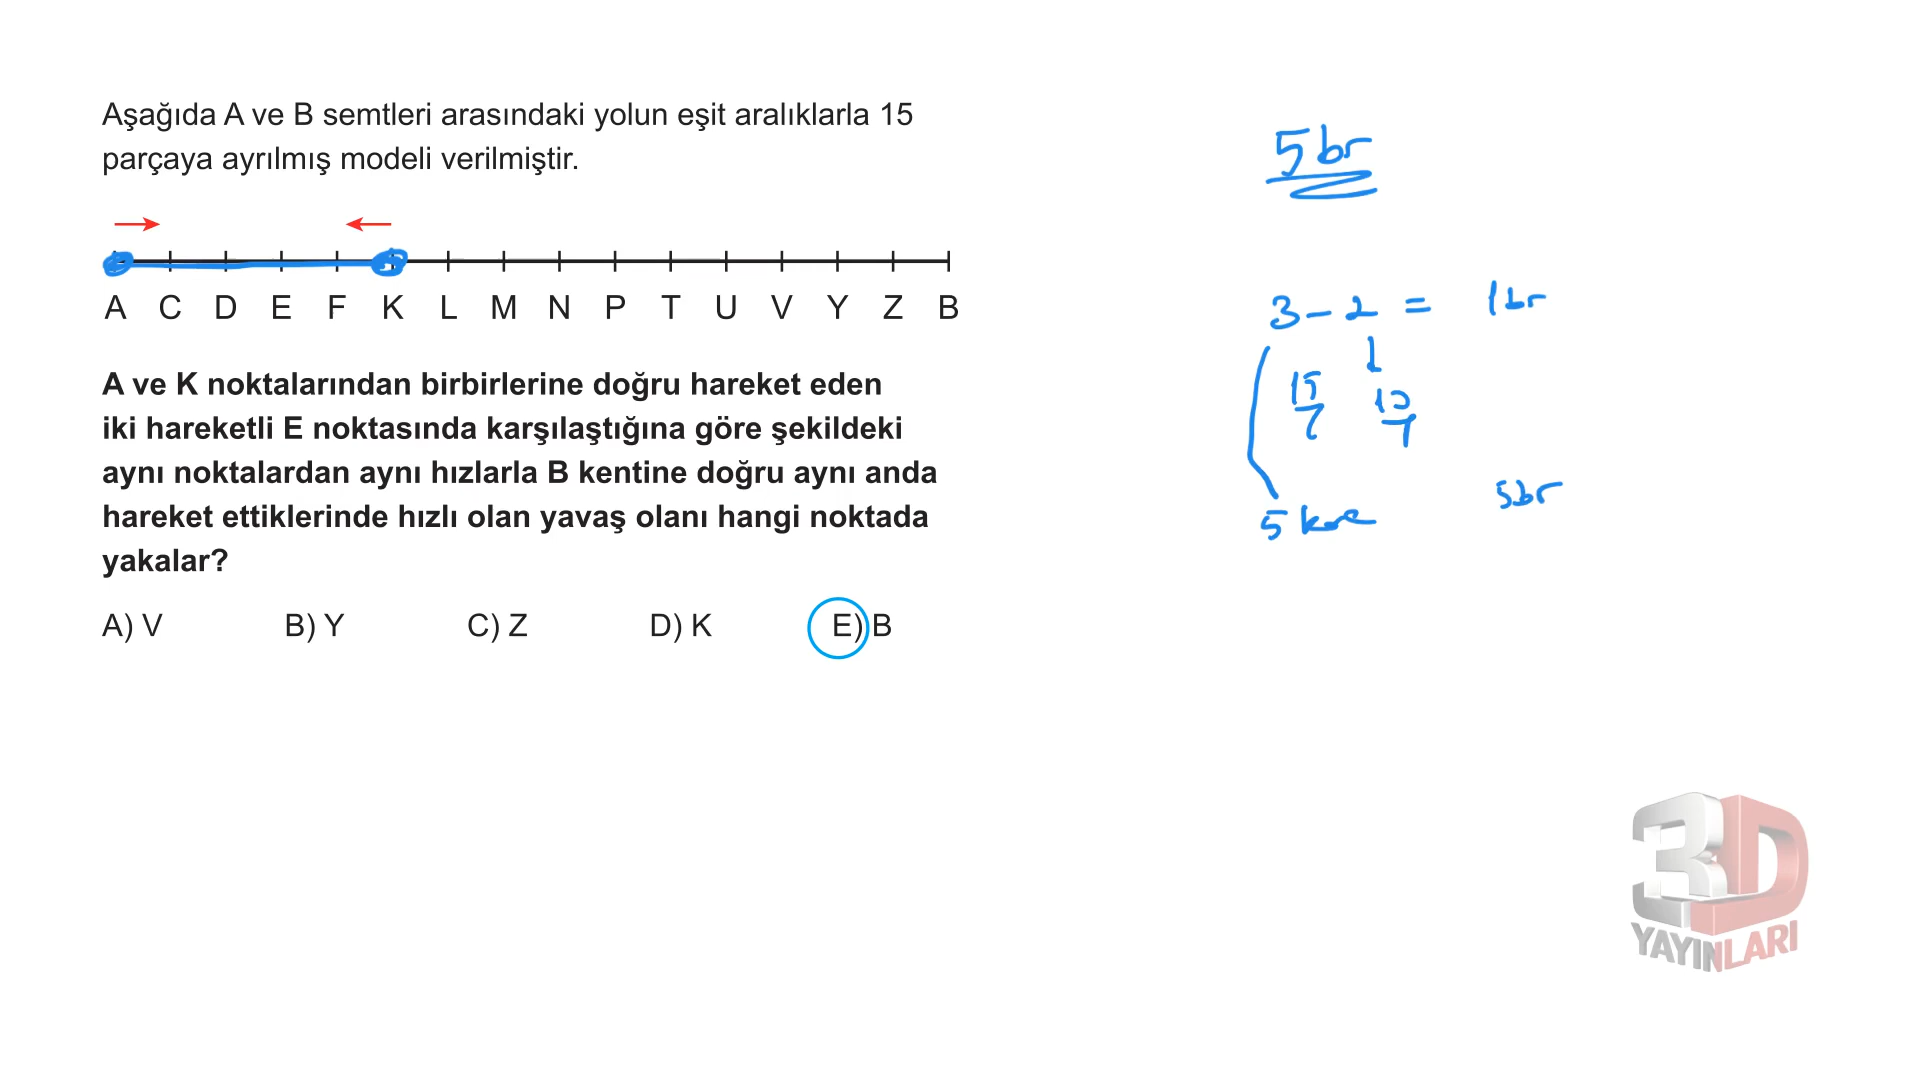 Aşağıda A ve B semtleri arasındaki yolun eşit aralıklarla 15
parçaya ayrılmış modeli verilmiştir.
A C D E F K L M N P T U V Y Z B
A ve K noktalarından birbirlerine doğru hareket eden
iki hareketli E noktasında karşılaştığına göre şekildeki
aynı noktalardan aynı hızlarla B kentine doğru aynı anda
hareket ettiklerinde hızlı olan yavaş olanı hangi noktada
yakalar?
A) V B) Y C) Z D) K E) B
5br
3 - 2 = 1br
15
5br
5
3D
YAYINLARI